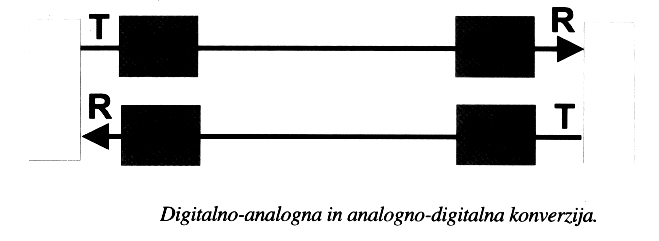 T R
R T
Digitalno-analogna in analogno-digitalna konverzija.